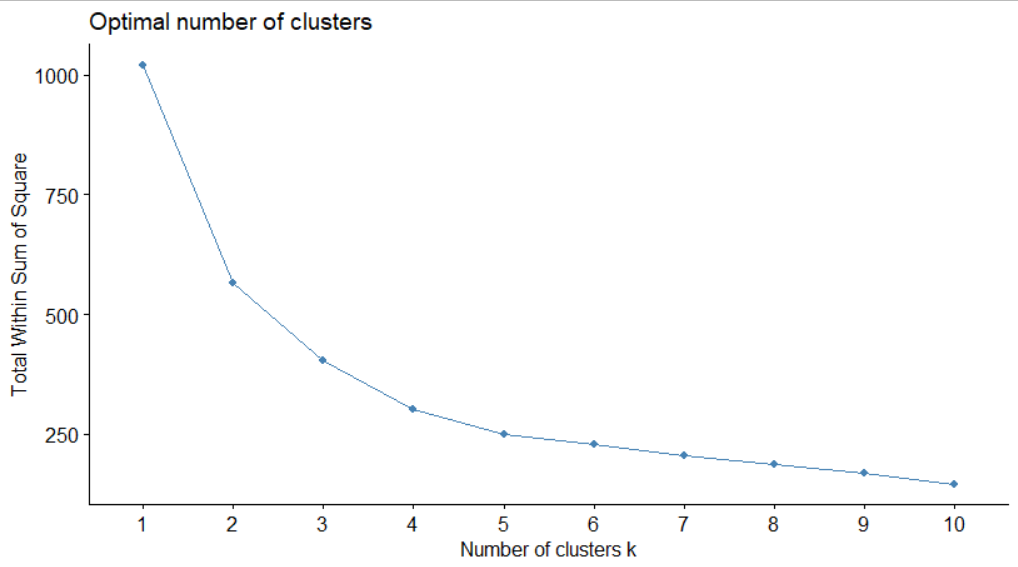 Optimal number of clusters
Total Within Sum of Square
1000
750
500
250
1 2 3 4 5 6 7 8 9 10
Number of clusters k